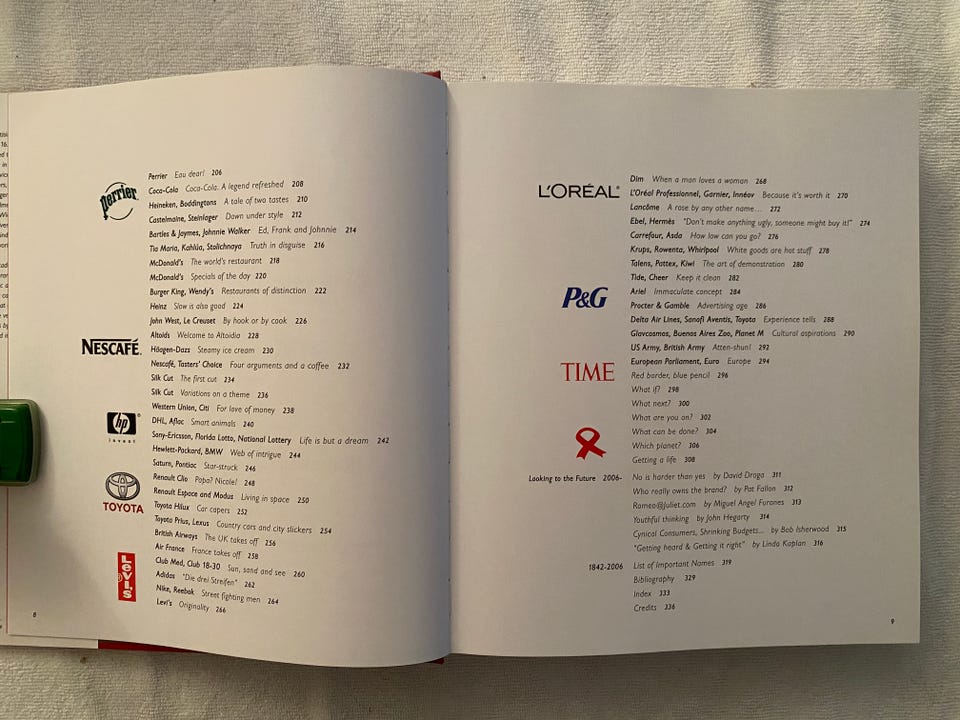 perrier
Perrier Eau dear! 206
Coca-Cola Coca-Cola. A legend refreshed 208
Heineken, Boddingtons A tale of two tastes 210
Castelmaine, Steinlager Down under style 212
Bartles & Jaymes, Johnnie Walker Ed, Frank and Johnnie 214
Tia Maria, Kahlúa, Stolichnaya Truth in disguise 216
McDonald's The world's restaurant 218
McDonald's Specials of the day 220
Burger King, Wendy's Restaurants of distinction 222
Heinz Slow is also good 224
John West, Le Creuset By hook or by cook 226
Altoids Welcome to Altoidia 228
NESCAFÉ.
Häagen-Dazs Steamy ice cream 230
Nescafé, Tasters' Choice Four arguments and a coffee 232
Silk Cut The first cut 234
Silk Cut Variations on a theme 236
Western Union, Citi For love of money 238
hp
invent
DHL, Aflac Smart animals 240
Sony-Ericsson, Florida Lotto, National Lottery Life is but a dream 242
Hewlett-Packard, BMW Web of intrigue 244
Saturn, Pontiac Star-struck 246
Renault Clio Papa? Nicole! 248
Renault Espace and Modus Living in space 250
TOYOTA
Toyota Hilux Car capers 252
Toyota Prius, Lexus Country cars and city slickers 254
British Airways The UK takes off 256
Air France France takes off 258
Club Med, Club 18-30 Sun, sand and see 260
LEVI'S
Adidas "Die drei Streifen" 262
Nike, Reebok Street fighting men 264
Levi's Originality 266
8
L'ORÉAL
Dim When a man loves a woman 268
L'Oréal Professionnel, Garnier, Innéov Because it's worth it 270
Lancôme A rose by any other name... 272
Ebel, Hermès "Don't make anything ugly, someone might buy it!" 274
Carrefour, Asda How low can you go? 276
Krups, Rowenta, Whirlpool White goods are hot stuff 278
Talens, Pattex, Kiwi The art of demonstration 280
Tide, Cheer Keep it clean 282
P&G
Ariel Immaculate concept 284
Procter & Gamble Advertising age 286
Delta Air Lines, Sanofi Aventis, Toyota Experience tells 288
Glavcosmos, Buenos Aires Zoo, Planet M Cultural aspirations 290
US Army, British Army Atten-shun! 292
European Parliament, Euro Europe 294
TIME
Red border, blue pencil 296
What if? 298
What next? 300
What are you on? 302
What can be done? 304
Which planet? 306
Getting a life 308
Looking to the Future 2006- No is harder than yes by David Droga 311
Who really owns the brand? by Pat Fallon 312
Romeo@Juliet.com by Miguel Angel Furones 313
Youthful thinking by John Hegarty 314
Cynical Consumers, Shrinking Budgets... by Bob Isherwood 315
"Getting heard & Getting it right" by Linda Kaplan 316
1842-2006 List of Important Names 319
Bibliography 329
Index 333
Credits 336
9